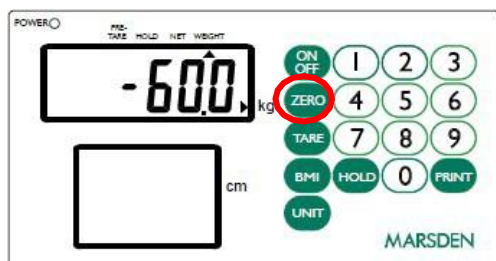 POWER
PRE-
TARE HOLD NET WEIGHT
-60.0 kg
cm
ON OFF 1 2 3
ZERO 4 5 6
TARE 7 8 9
BMI HOLD 0 PRINT
UNIT
MARSDEN